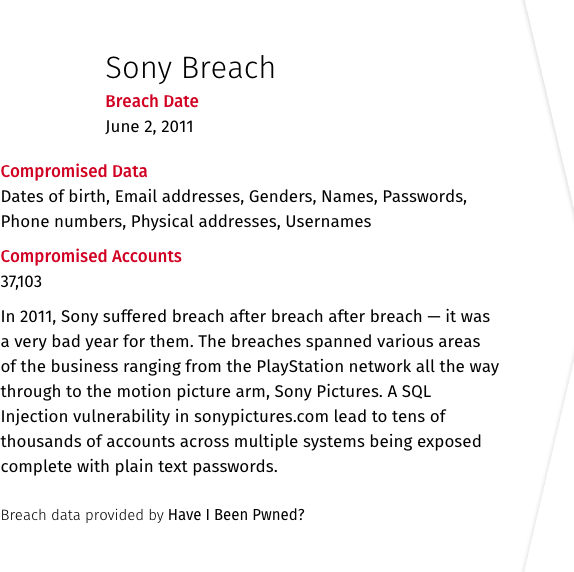 Sony Breach
Breach Date
June 2, 2011
Compromised Data
Dates of birth, Email addresses, Genders, Names, Passwords,
Phone numbers, Physical addresses, Usernames
Compromised Accounts
37,103
In 2011, Sony suffered breach after breach after breach — it was
a very bad year for them. The breaches spanned various areas
of the business ranging from the PlayStation network all the way
through to the motion picture arm, Sony Pictures. A SQL
Injection vulnerability in sonypictures.com lead to tens of
thousands of accounts across multiple systems being exposed
complete with plain text passwords.
Breach data provided by Have I Been Pwned?